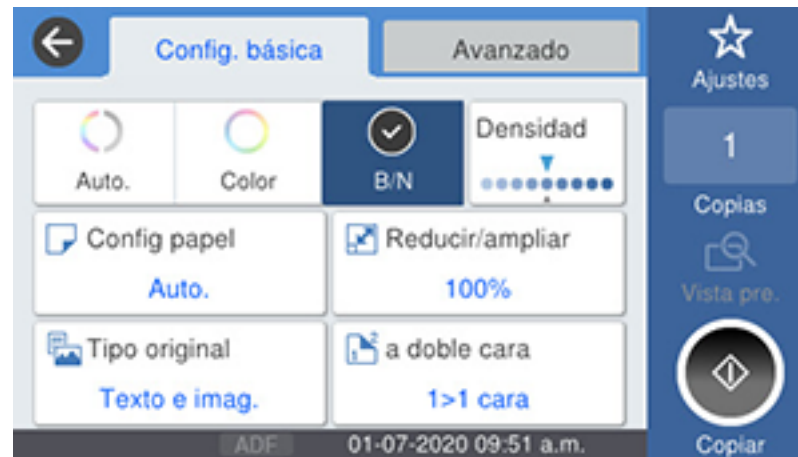 Config. básica
Avanzado
Ajustes
Auto.
Color
B/N
Densidad
1
Copias
Config papel
Auto.
Reducir/ampliar
100%
Vista pre.
Tipo original
Texto e imag.
a doble cara
1>1 cara
ADF
01-07-2020 09:51 a.m.
Copiar